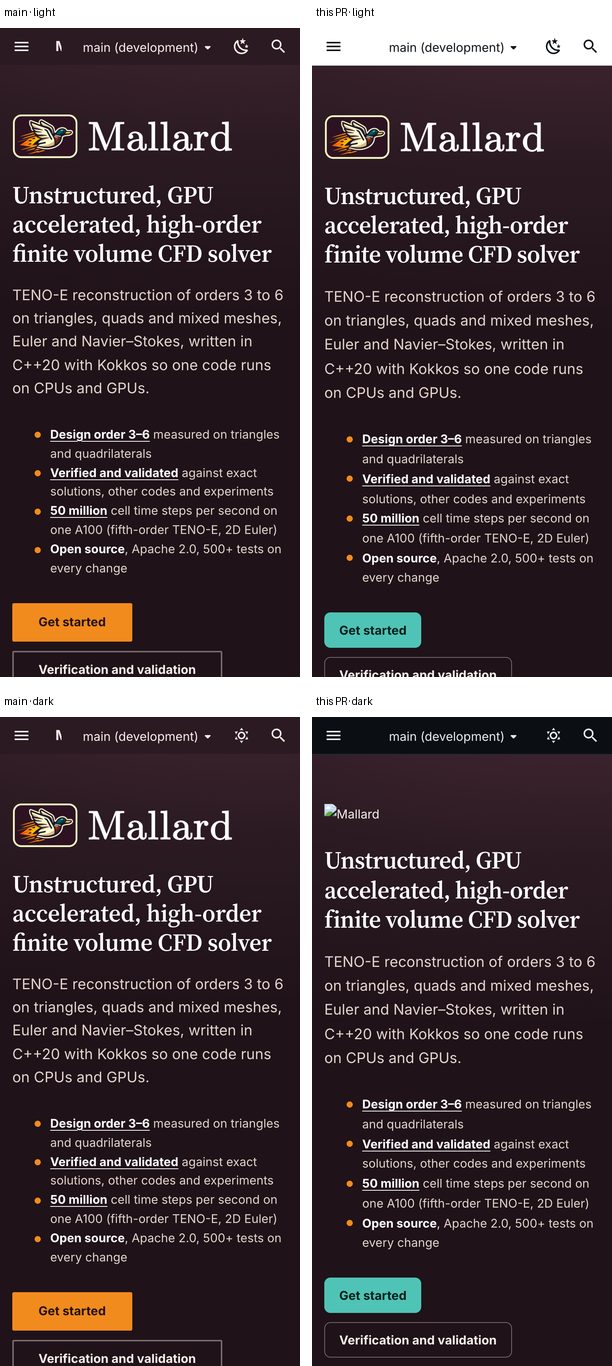 main · light
this PR · light
M main (development)
main (development)
Mallard
Unstructured, GPU
accelerated, high-order
finite volume CFD solver
TENO-E reconstruction of orders 3 to 6
on triangles, quads and mixed meshes,
Euler and Navier–Stokes, written in
C++20 with Kokkos so one code runs
on CPUs and GPUs.
Design order 3–6 measured on triangles
and quadrilaterals
Verified and validated against exact
solutions, other codes and experiments
50 million cell time steps per second on
one A100 (fifth-order TENO-E, 2D Euler)
Open source, Apache 2.0, 500+ tests on
every change
Get started
Verification and validation
Mallard
Unstructured, GPU
accelerated, high-order
finite volume CFD solver
TENO-E reconstruction of orders 3 to 6
on triangles, quads and mixed meshes,
Euler and Navier–Stokes, written in
C++20 with Kokkos so one code runs
on CPUs and GPUs.
Design order 3–6 measured on triangles
and quadrilaterals
Verified and validated against exact
solutions, other codes and experiments
50 million cell time steps per second on
one A100 (fifth-order TENO-E, 2D Euler)
Open source, Apache 2.0, 500+ tests on
every change
Get started
Verification and validation
main · dark
this PR · dark
M main (development)
main (development)
Mallard
Unstructured, GPU
accelerated, high-order
finite volume CFD solver
TENO-E reconstruction of orders 3 to 6
on triangles, quads and mixed meshes,
Euler and Navier–Stokes, written in
C++20 with Kokkos so one code runs
on CPUs and GPUs.
Design order 3–6 measured on triangles
and quadrilaterals
Verified and validated against exact
solutions, other codes and experiments
50 million cell time steps per second on
one A100 (fifth-order TENO-E, 2D Euler)
Open source, Apache 2.0, 500+ tests on
every change
Get started
Verification and validation
Mallard
Unstructured, GPU
accelerated, high-order
finite volume CFD solver
TENO-E reconstruction of orders 3 to 6
on triangles, quads and mixed meshes,
Euler and Navier–Stokes, written in
C++20 with Kokkos so one code runs
on CPUs and GPUs.
Design order 3–6 measured on triangles
and quadrilaterals
Verified and validated against exact
solutions, other codes and experiments
50 million cell time steps per second on
one A100 (fifth-order TENO-E, 2D Euler)
Open source, Apache 2.0, 500+ tests on
every change
Get started
Verification and validation